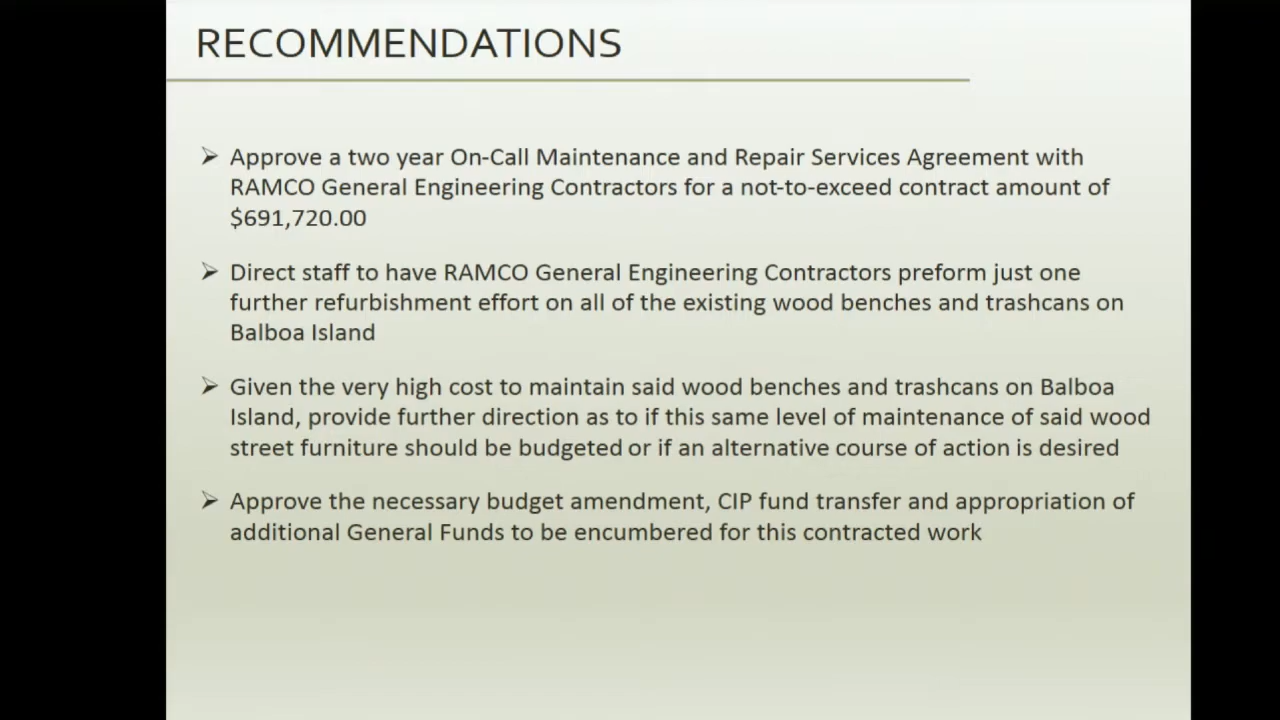 RECOMMENDATIONS
➢ Approve a two year On-Call Maintenance and Repair Services Agreement with
RAMCO General Engineering Contractors for a not-to-exceed contract amount of
$691,720.00
➢ Direct staff to have RAMCO General Engineering Contractors preform just one
further refurbishment effort on all of the existing wood benches and trashcans on
Balboa Island
➢ Given the very high cost to maintain said wood benches and trashcans on Balboa
Island, provide further direction as to if this same level of maintenance of said wood
street furniture should be budgeted or if an alternative course of action is desired
➢ Approve the necessary budget amendment, CIP fund transfer and appropriation of
additional General Funds to be encumbered for this contracted work